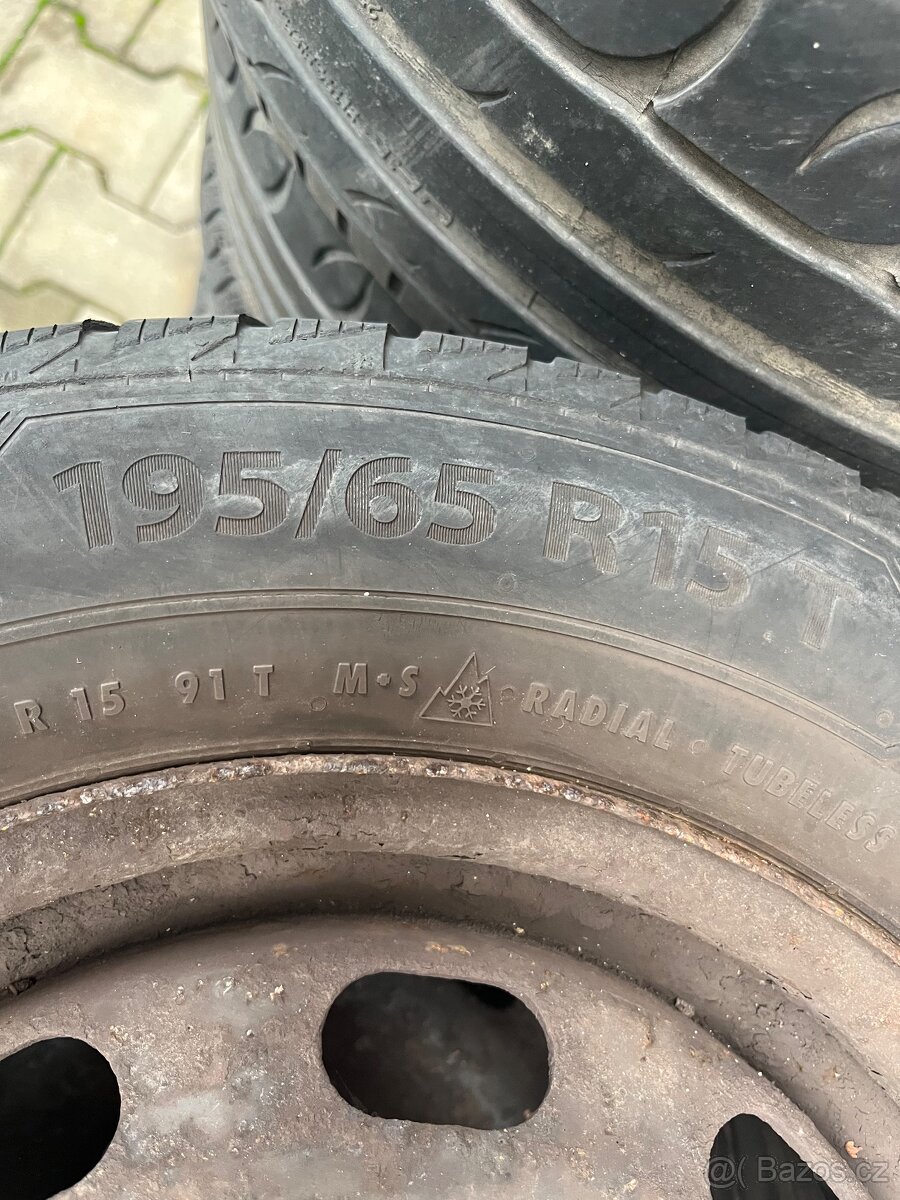 195/65 R15 T
R 15 91 T M•S RADIAL • TUBELESS
@( Bazos.cz